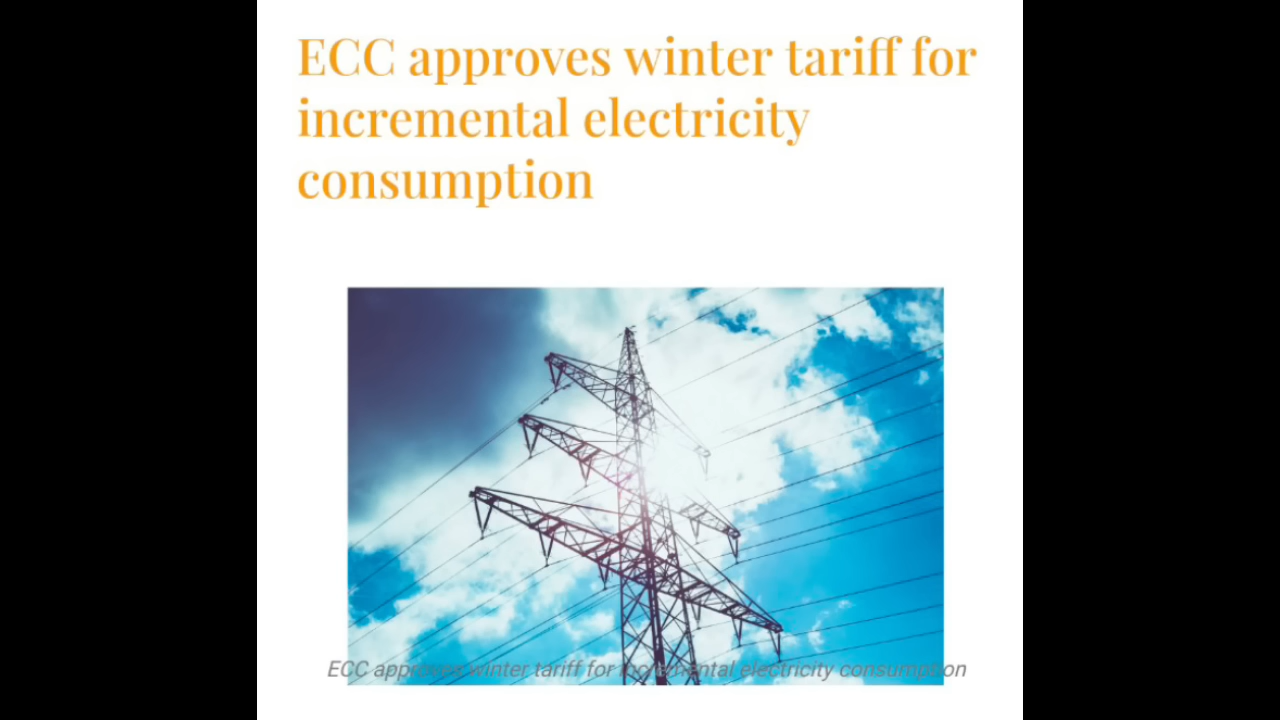 ECC approves winter tariff for
incremental electricity
consumption
ECC approves winter tariff for incremental electricity consumption